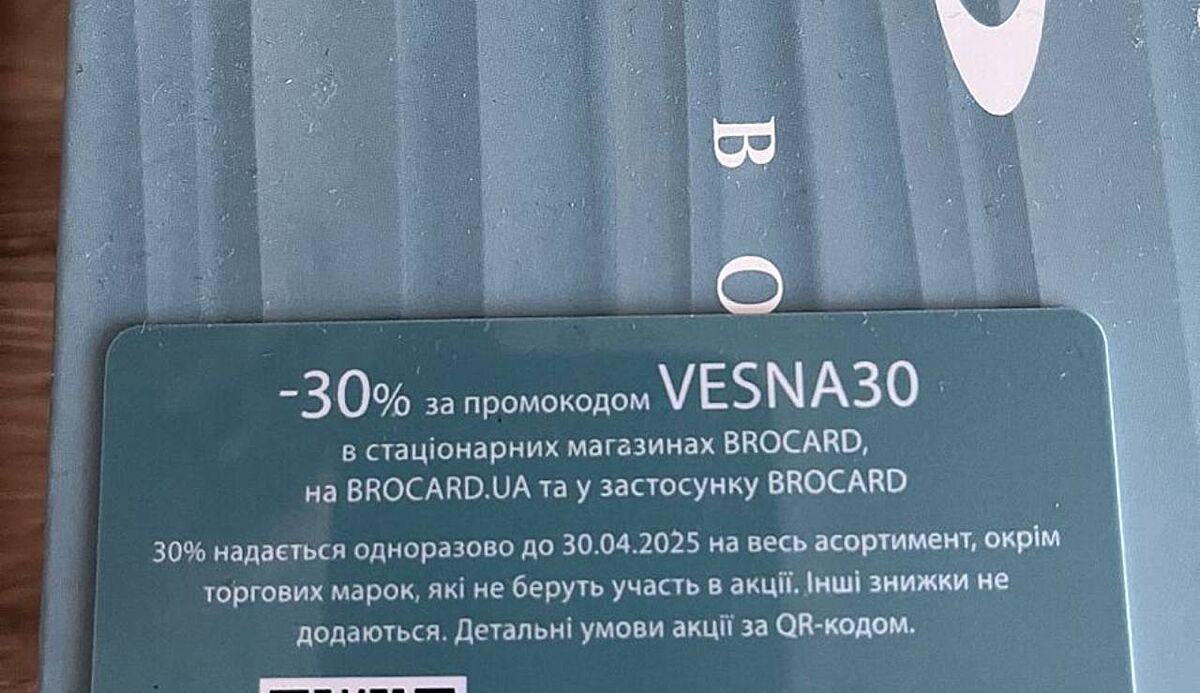 B O
-30% за промокодом VESNA30
в стаціонарних магазинах BROCARD,
на BROCARD.UA та у застосунку BROCARD
30% надається одноразово до 30.04.2025 на весь асортимент, окрім
торгових марок, які не беруть участь в акції. Інші знижки не
додаються. Детальні умови акції за QR-кодом.